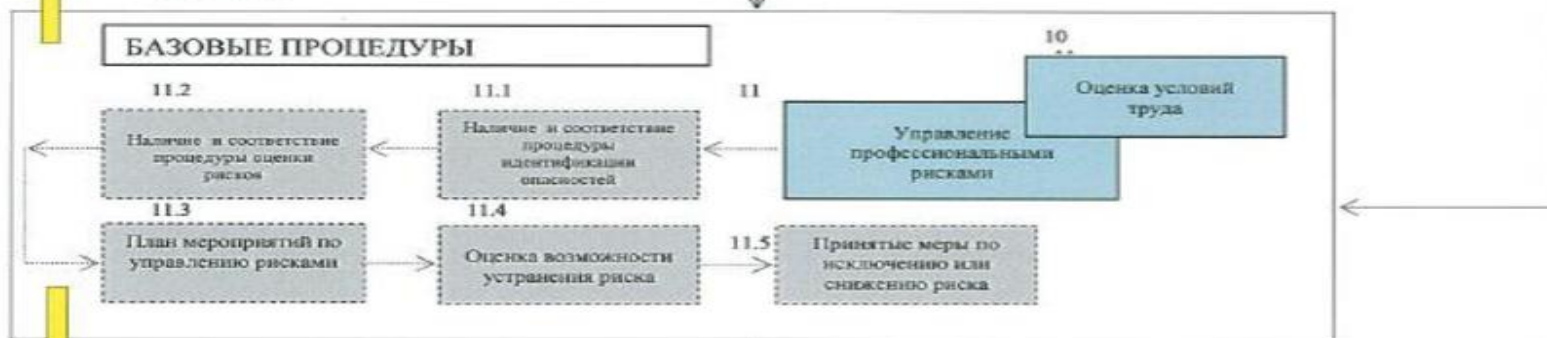 БАЗОВЫЕ ПРОЦЕДУРЫ
10
Оценка условий
труда
11
Управление
профессиональными
рисками
11.1
Наличие и соответствие
процедуры
идентификации
опасностей
11.2
Наличие и соответствие
процедуры оценки
рисков
11.3
План мероприятий по
управлению рисками
11.4
Оценка возможности
устранения риска
11.5
Принятые меры по
исключению или
снижению риска